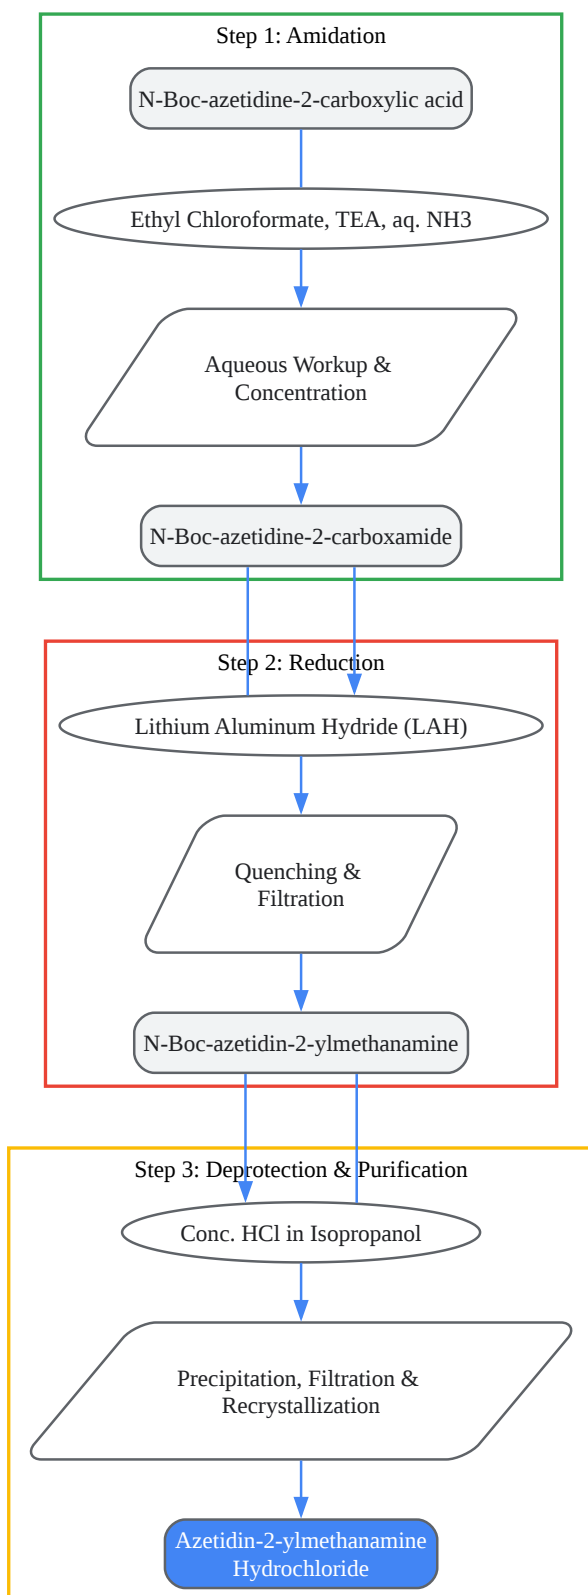 Step 1: Amidation
N-Boc-azetidine-2-carboxylic acid
Ethyl Chloroformate, TEA, aq. NH3
Aqueous Workup &
Concentration
N-Boc-azetidine-2-carboxamide
Step 2: Reduction
Lithium Aluminum Hydride (LAH)
Quenching &
Filtration
N-Boc-azetidin-2-ylmethanamine
Step 3: Deprotection & Purification
Conc. HCl in Isopropanol
Precipitation, Filtration &
Recrystallization
Azetidin-2-ylmethanamine
Hydrochloride